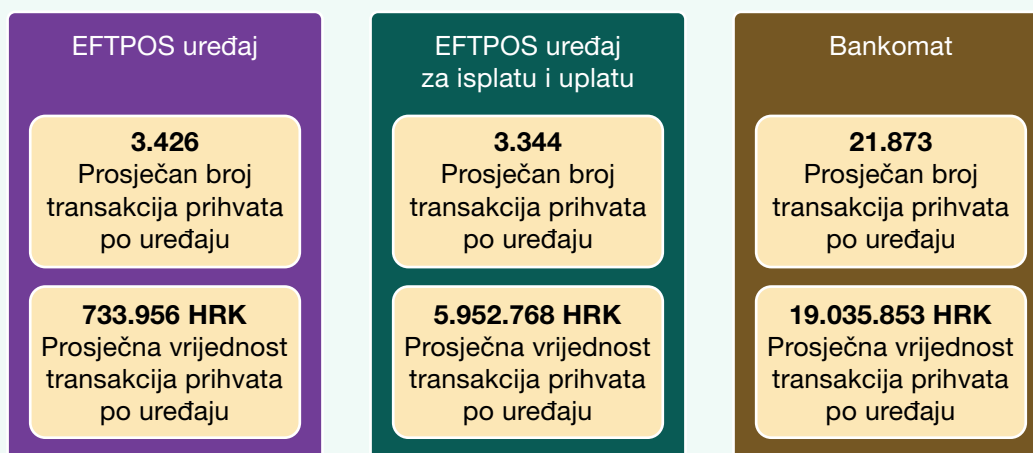 EFTPOS uređaj
3.426
Prosječan broj
transakcija prihvata
po uređaju
733.956 HRK
Prosječna vrijednost
transakcija prihvata
po uređaju
EFTPOS uređaj
za isplatu i uplatu
3.344
Prosječan broj
transakcija prihvata
po uređaju
5.952.768 HRK
Prosječna vrijednost
transakcija prihvata
po uređaju
Bankomat
21.873
Prosječan broj
transakcija prihvata
po uređaju
19.035.853 HRK
Prosječna vrijednost
transakcija prihvata
po uređaju